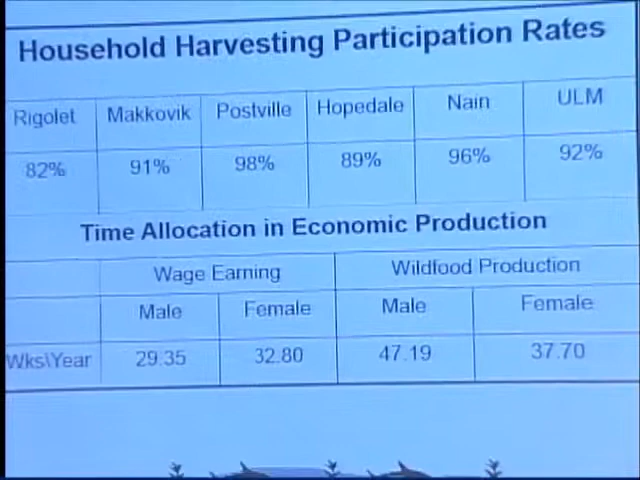 Household Harvesting Participation Rates
Rigolet Makkovik Postville Hopedale Nain ULM
82% 91% 98% 89% 96% 92%
Time Allocation in Economic Production
Wage Earning Wildfood Production
Male Female Male Female
Wks\Year 29.35 32.80 47.19 37.70